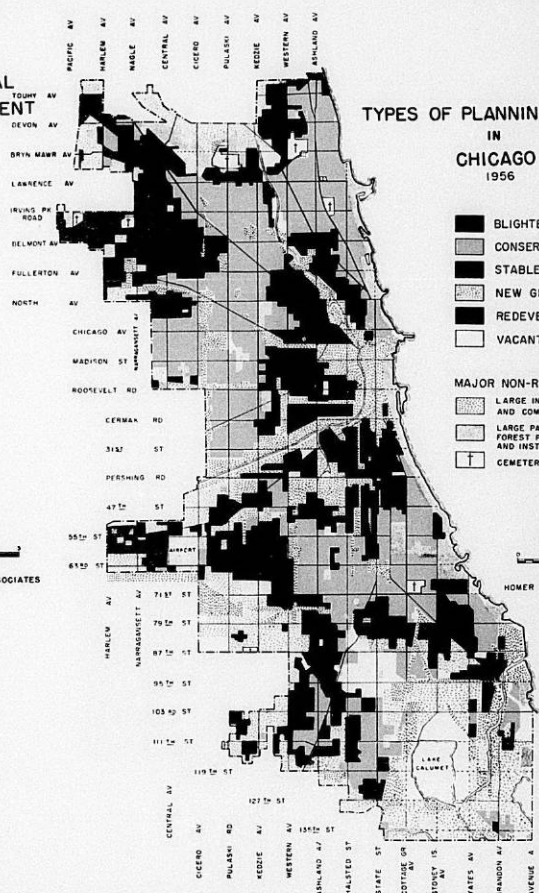 PACIFIC AV
HARLEM AV
NAGLE AV
CENTRAL AV
CICERO AV
PULASKI AV
KEDZIE AV
WESTERN AV
ASHLAND AV
AL
ENT
TOUHY AV
DEVON AV
BRYN MAWR AV
LAWRENCE AV
IRVING PK
ROAD
BELMONT AV
FULLERTON AV
NORTH AV
CHICAGO AV
MADISON ST
ROOSEVELT RD
CERMAK RD
31ST ST
PERSHING RD
47TH ST
55TH ST
63RD ST
71ST ST
79TH ST
87TH ST
95TH ST
103RD ST
111TH ST
119TH ST
127TH ST
135TH ST
NARRAGANSETT AV
AIRPORT
LAKE
CALUMET
HARLEM AV
NARRAGANSETT AV
CENTRAL AV
CICERO AV
PULASKI RD
KEDZIE AV
WESTERN AV
ASHLAND AV
HALSTED ST
STATE ST
COTTAGE GR
AV
STONEY IS.
AV
YATES AV
BRANDON AV
AVENUE A
TYPES OF PLANNIN
IN
CHICAGO
1956
BLIGHTE
CONSER
STABLE
NEW G
REDEVE
VACANT
MAJOR NON-R
LARGE IN
AND COM
LARGE PA
FOREST P
AND INST
CEMETER
SOCIATES
HOMER